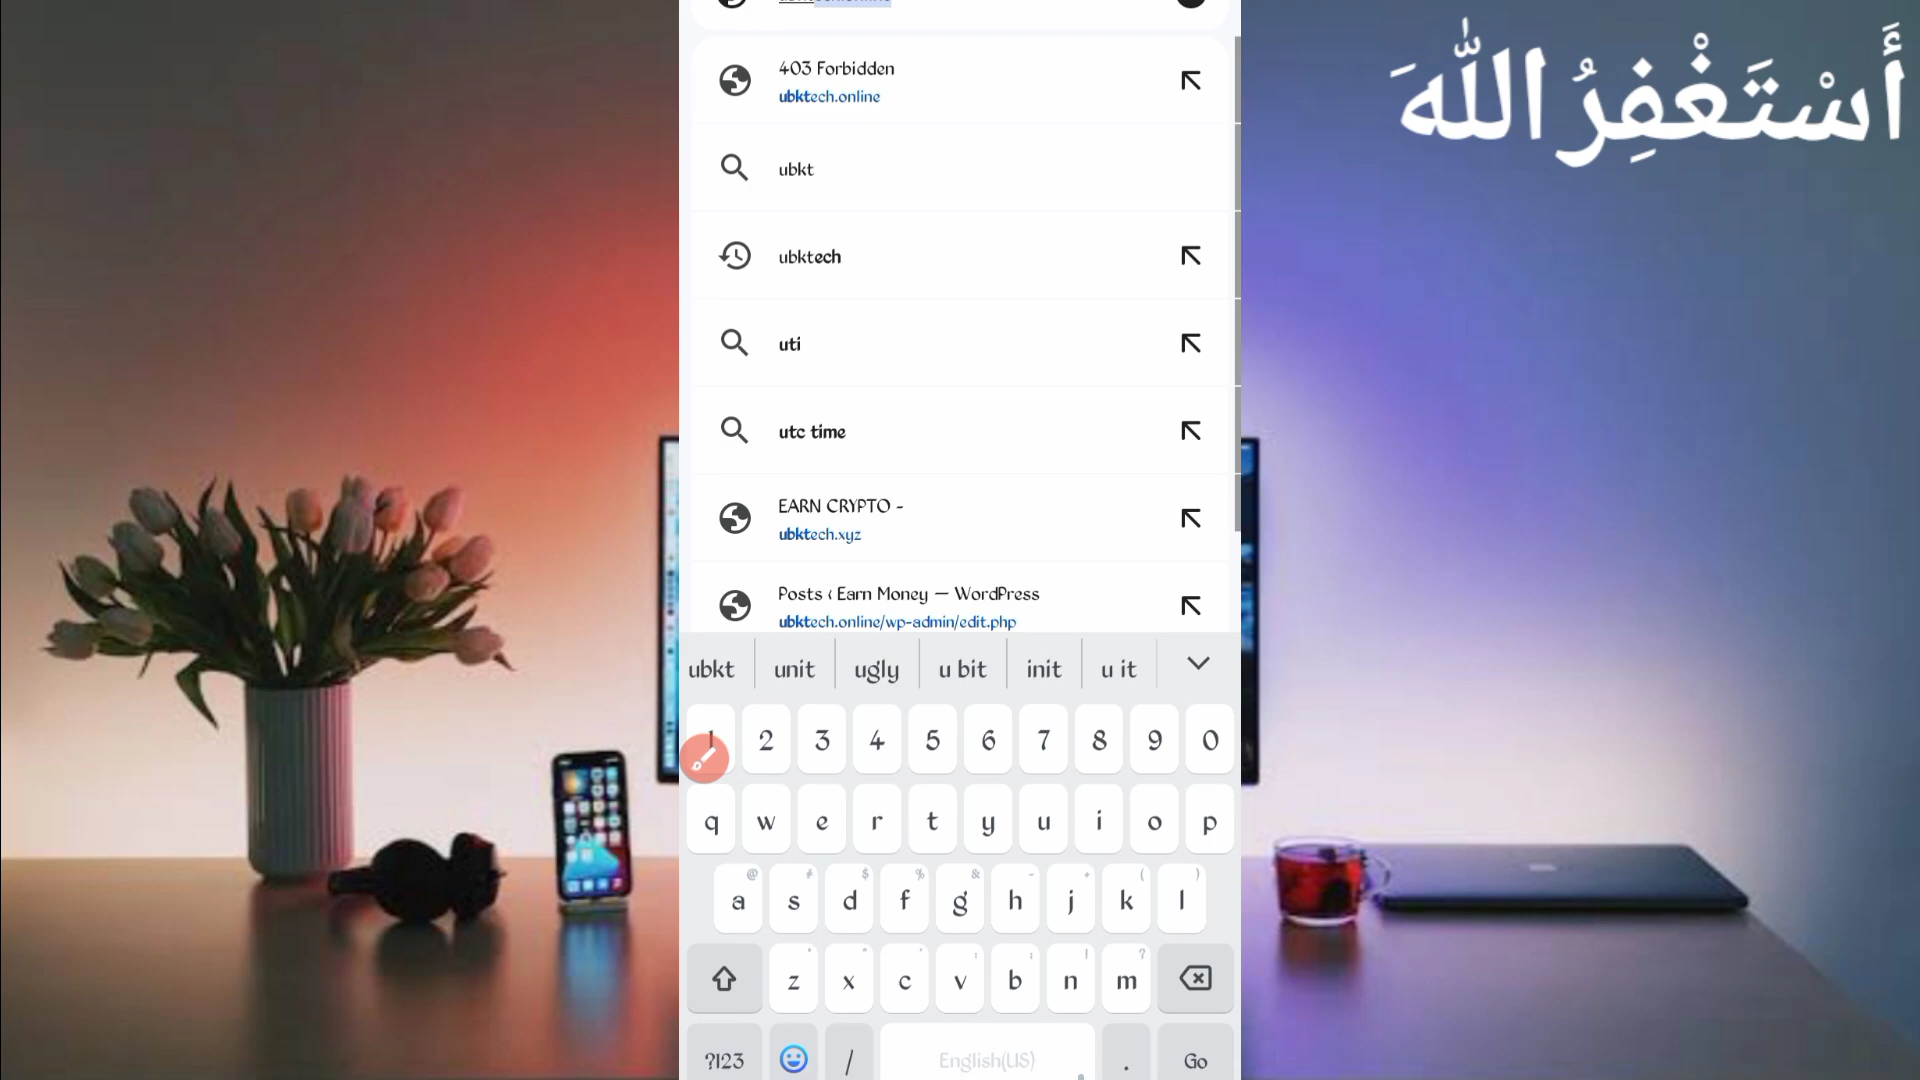 أَسْتَغْفِرُ اللّٰهَ
403 Forbidden
ubktech.online
ubkt
ubktech
uti
utc time
EARN CRYPTO -
ubktech.xyz
Posts ‹ Earn Money — WordPress
ubktech.online/wp-admin/edit.php
ubkt unit ugly u bit init u it
1 2 3 4 5 6 7 8 9 0
q w e r t y u i o p
a s d f g h j k l
z x c v b n m
?123 / English(US) . Go